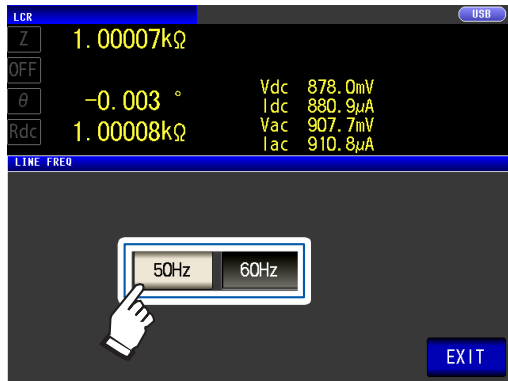 LCR USB
Z 1.00007kΩ
OFF
θ -0.003 ° Vdc 878.0mV
Idc 880.9μA
Rdc 1.00008kΩ Vac 907.7mV
Iac 910.8μA
LINE FREQ
50Hz 60Hz
EXIT